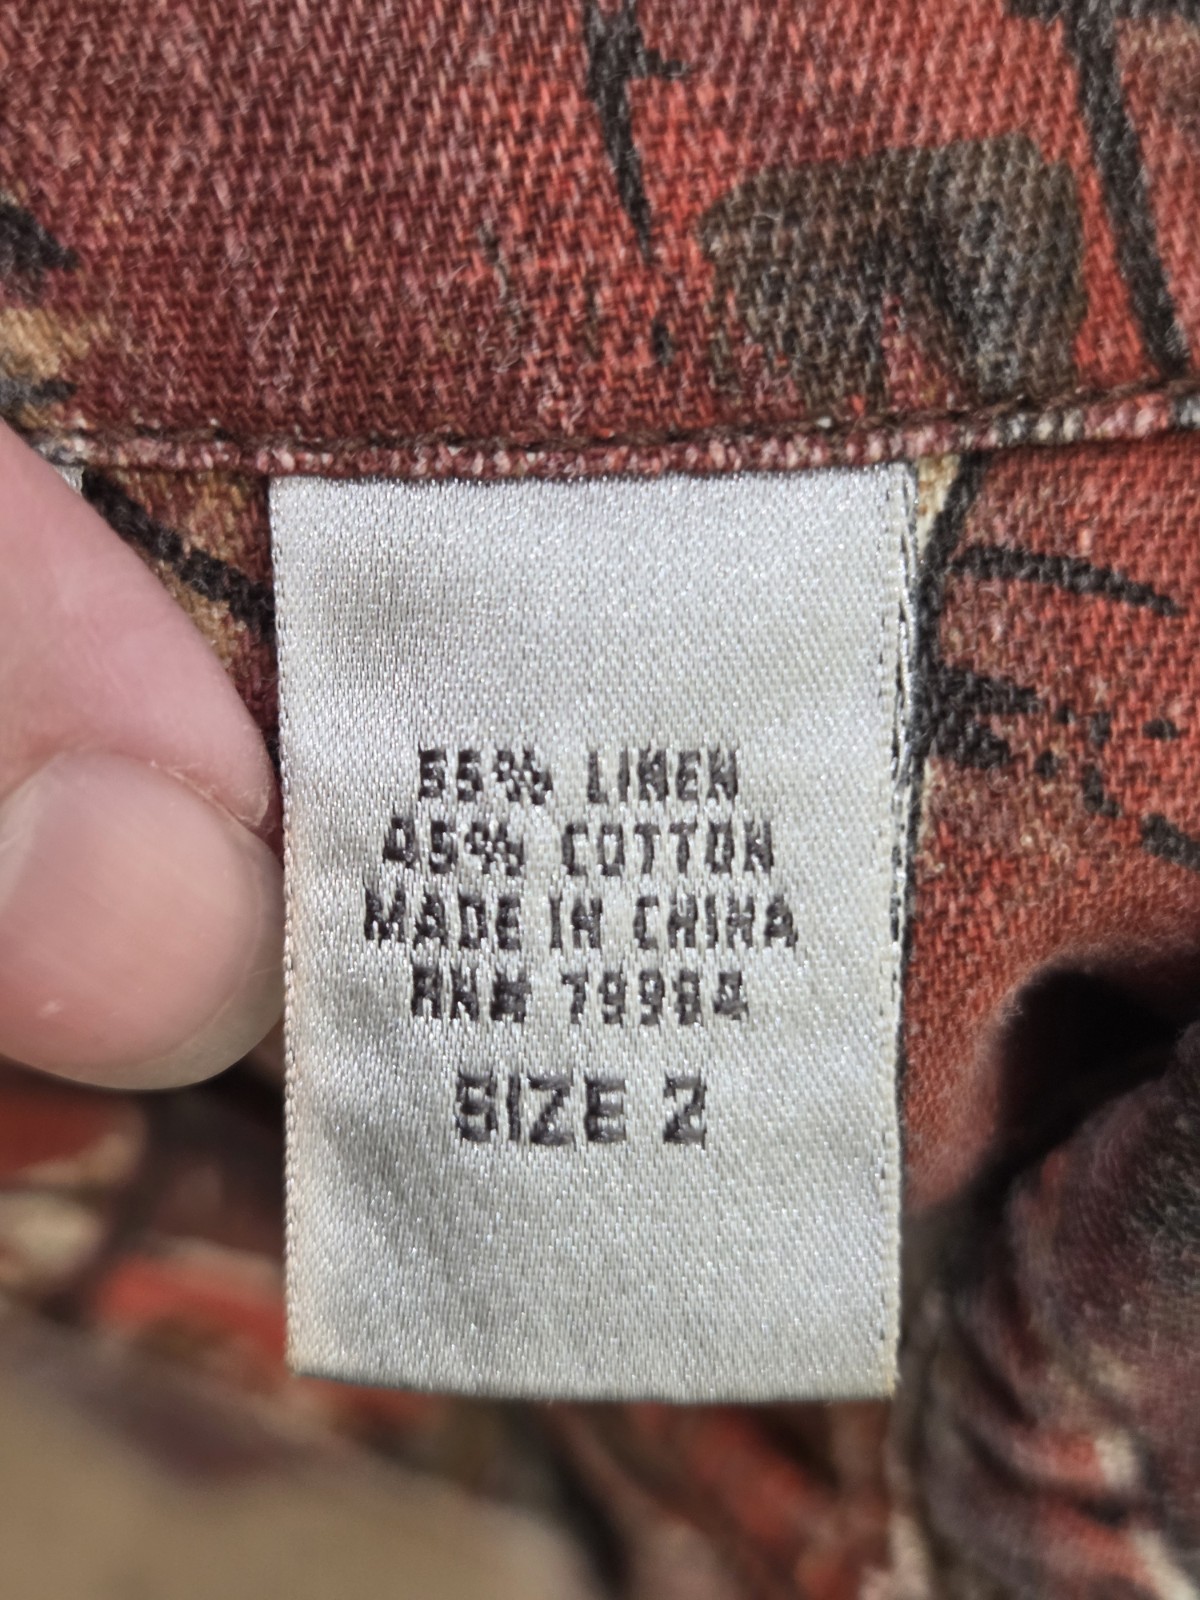 55% LINEN
45% COTTON
MADE IN CHINA
RN# 79984
SIZE 2